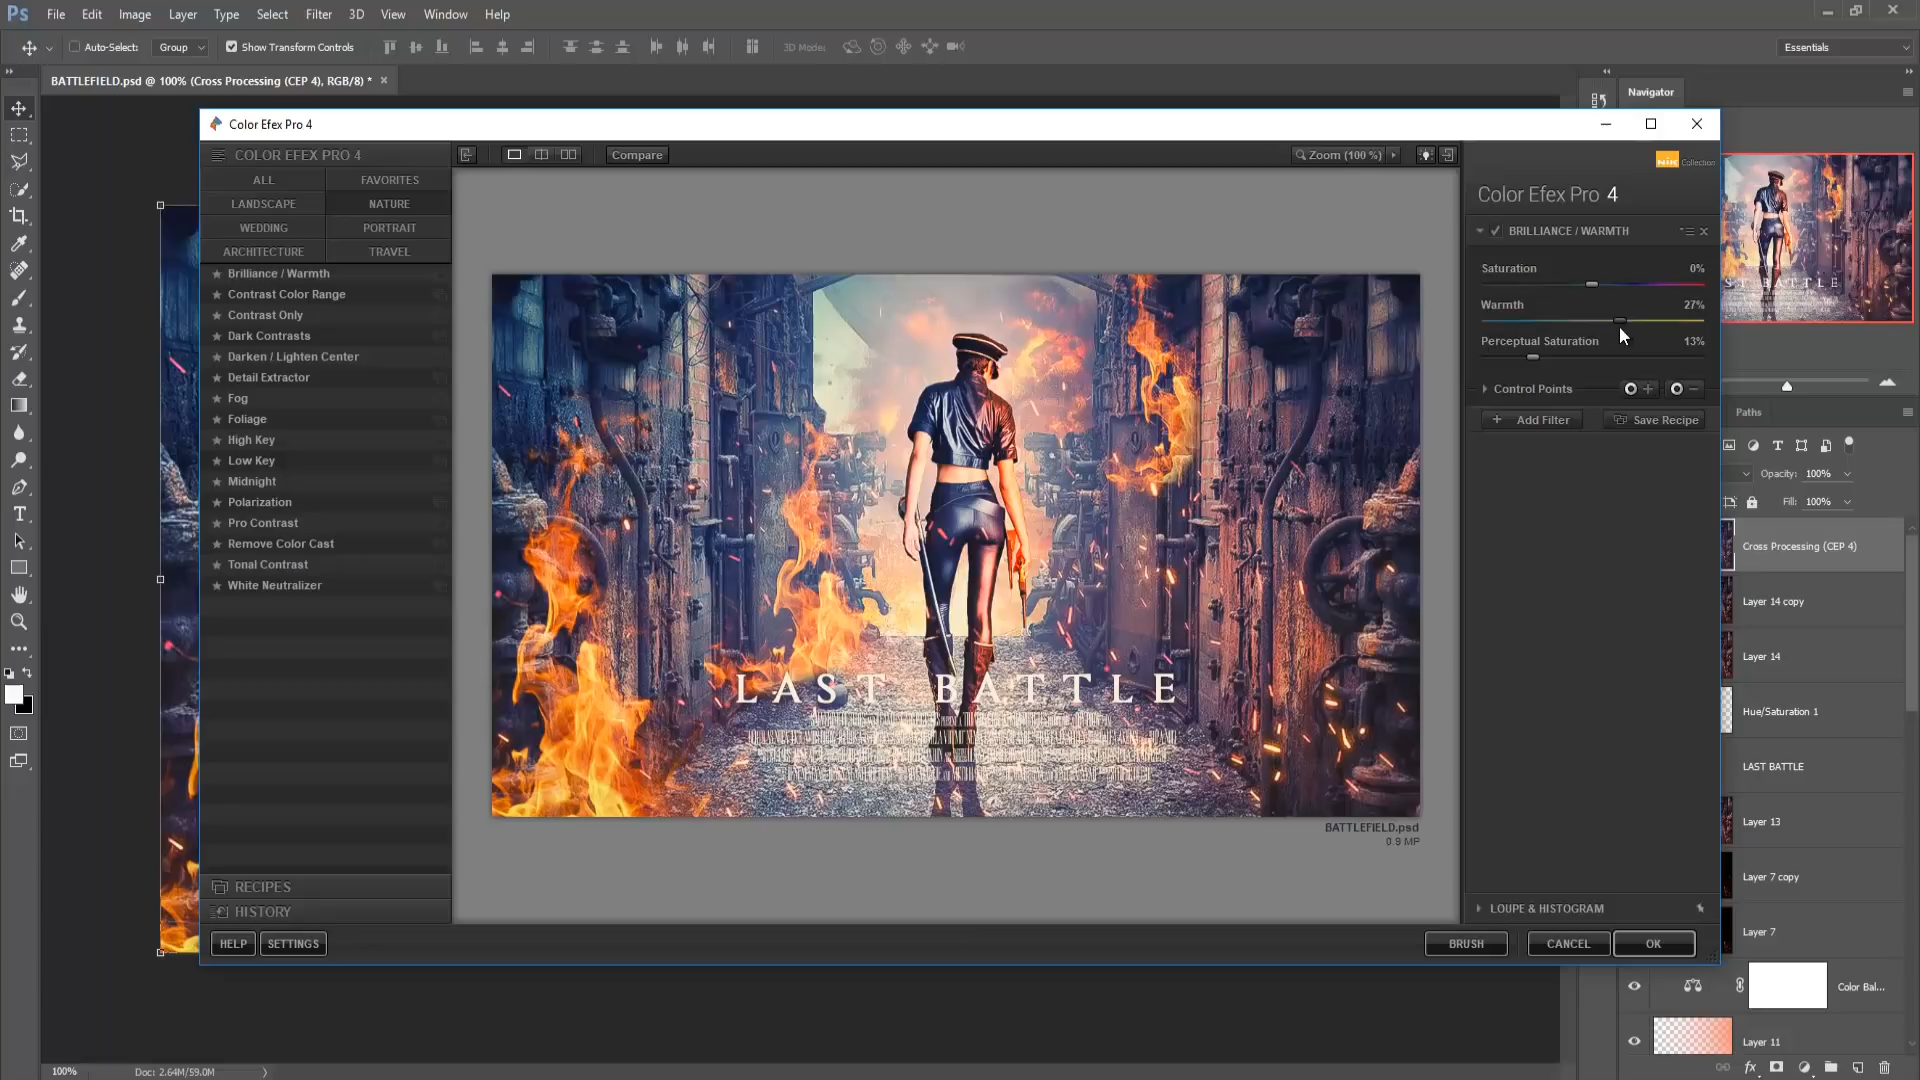 Ps File Edit Image Layer Type Select Filter 3D View Window Help
Auto-Select: Group Show Transform Controls 3D Mode: Essentials
BATTLEFIELD.psd @ 100% (Cross Processing (CEP 4), RGB/8) * ×
Navigator
Color Efex Pro 4
COLOR EFEX PRO 4
Compare
Zoom (100 %)
Nik Collection
ALL FAVORITES
LANDSCAPE NATURE
WEDDING PORTRAIT
ARCHITECTURE TRAVEL
Brilliance / Warmth
Contrast Color Range
Contrast Only
Dark Contrasts
Darken / Lighten Center
Detail Extractor
Fog
Foliage
High Key
Low Key
Midnight
Polarization
Pro Contrast
Remove Color Cast
Tonal Contrast
White Neutralizer
RECIPES
HISTORY
HELP SETTINGS
LAST BATTLE
BATTLEFIELD.psd
0.9 MP
Color Efex Pro 4
BRILLIANCE / WARMTH
Saturation 0%
Warmth 27%
Perceptual Saturation 13%
Control Points
Add Filter Save Recipe
LOUPE & HISTOGRAM
BRUSH CANCEL OK
Paths
Opacity: 100%
Fill: 100%
Cross Processing (CEP 4)
Layer 14 copy
Layer 14
Hue/Saturation 1
LAST BATTLE
Layer 13
Layer 7 copy
Layer 7
Color Bal...
Layer 11
100% Doc: 2.64M/59.0M